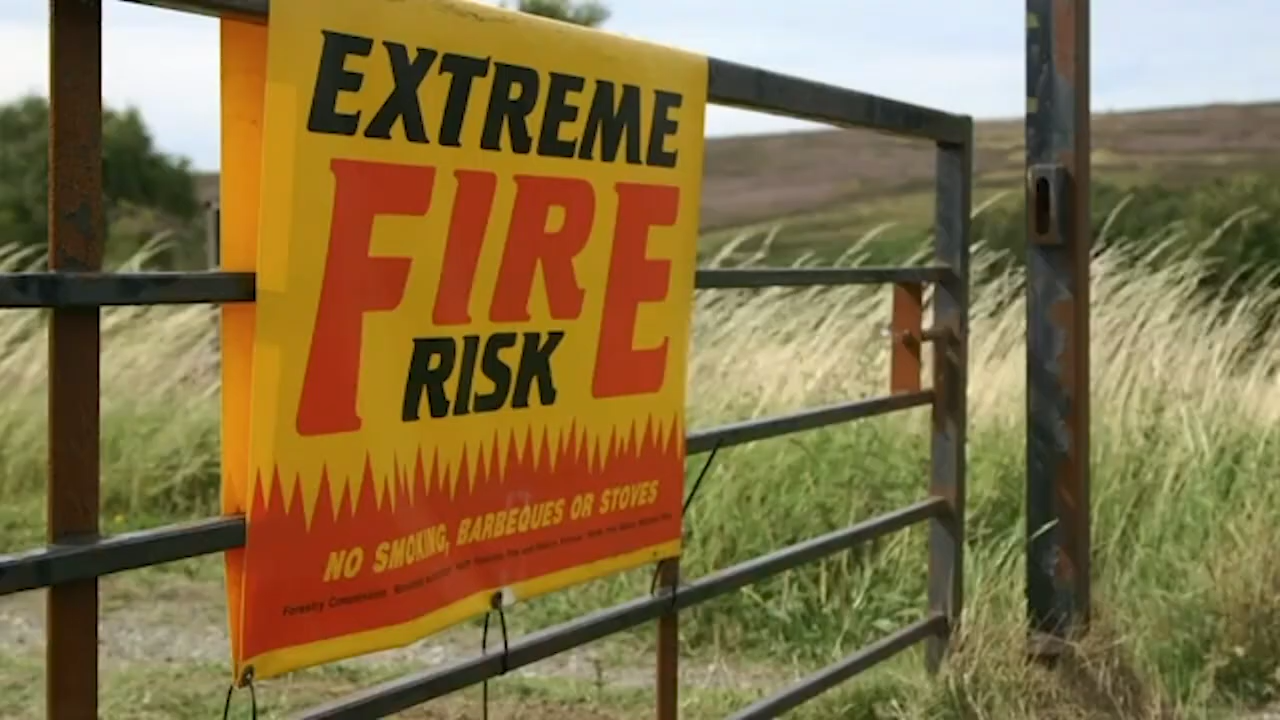 EXTREME
FIRE
RISK
NO SMOKING, BARBEQUES OR STOVES
Forestry Commission